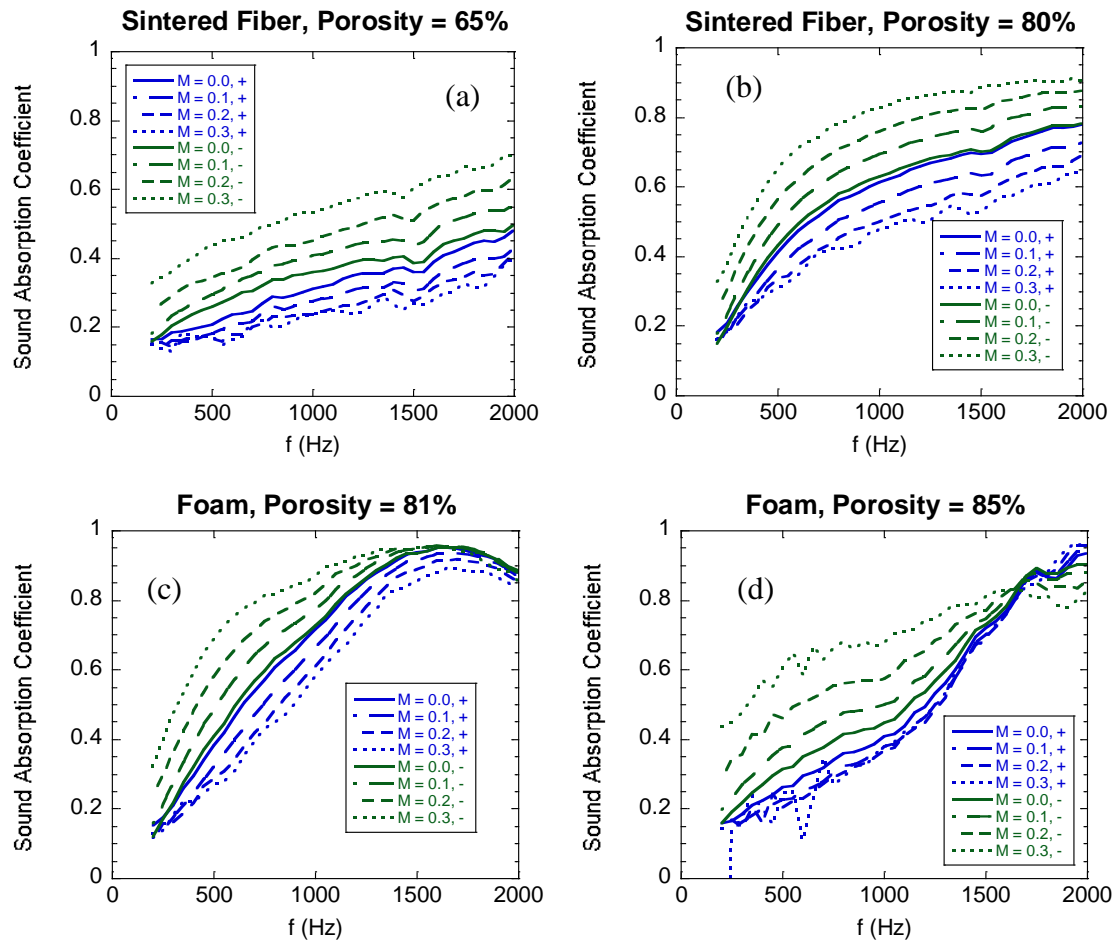 Sintered Fiber, Porosity = 65%
Sound Absorption Coefficient
1
0.8
0.6
0.4
0.2
0
(a)
M = 0.0, +
M = 0.1, +
M = 0.2, +
M = 0.3, +
M = 0.0, -
M = 0.1, -
M = 0.2, -
M = 0.3, -
0 500 1000 1500 2000
f (Hz)
Sintered Fiber, Porosity = 80%
Sound Absorption Coefficient
1
0.8
0.6
0.4
0.2
0
(b)
M = 0.0, +
M = 0.1, +
M = 0.2, +
M = 0.3, +
M = 0.0, -
M = 0.1, -
M = 0.2, -
M = 0.3, -
0 500 1000 1500 2000
f (Hz)
Foam, Porosity = 81%
Sound Absorption Coefficient
1
0.8
0.6
0.4
0.2
0
(c)
M = 0.0, +
M = 0.1, +
M = 0.2, +
M = 0.3, +
M = 0.0, -
M = 0.1, -
M = 0.2, -
M = 0.3, -
0 500 1000 1500 2000
f (Hz)
Foam, Porosity = 85%
Sound Absorption Coefficient
1
0.8
0.6
0.4
0.2
0
(d)
M = 0.0, +
M = 0.1, +
M = 0.2, +
M = 0.3, +
M = 0.0, -
M = 0.1, -
M = 0.2, -
M = 0.3, -
0 500 1000 1500 2000
f (Hz)